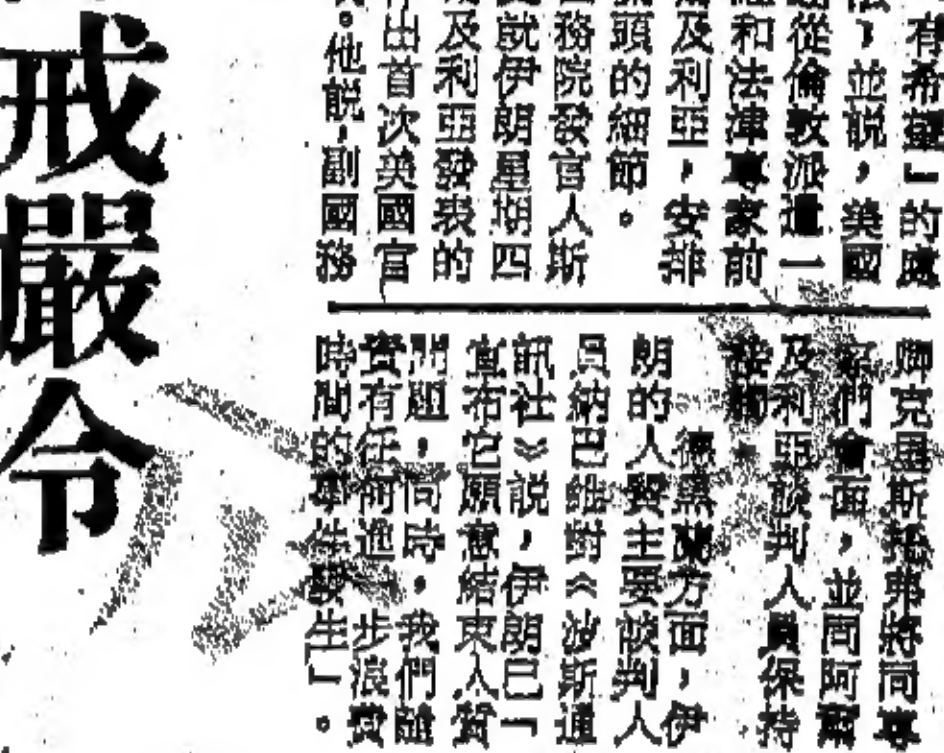 有希望」的處
,並說,美國
從倫敦派遣一
和法律專家前
及利亞,安排
頭的細節。
務院發言人斯
就伊朗星期四
及利亞發表的
出首次美國官
。他說,副國務
卿克里斯托弗將同專
家們會面,並同阿爾
及利亞談判人員保持
接觸。
德黑蘭方面,伊
朗的人質主要談判人
員納巴維對《波斯通
訊社》說,伊朗已「
宣布它願意結束人質
問題,同時,我們
有任何進一步浪費
時間的事件發生」。
戒嚴令